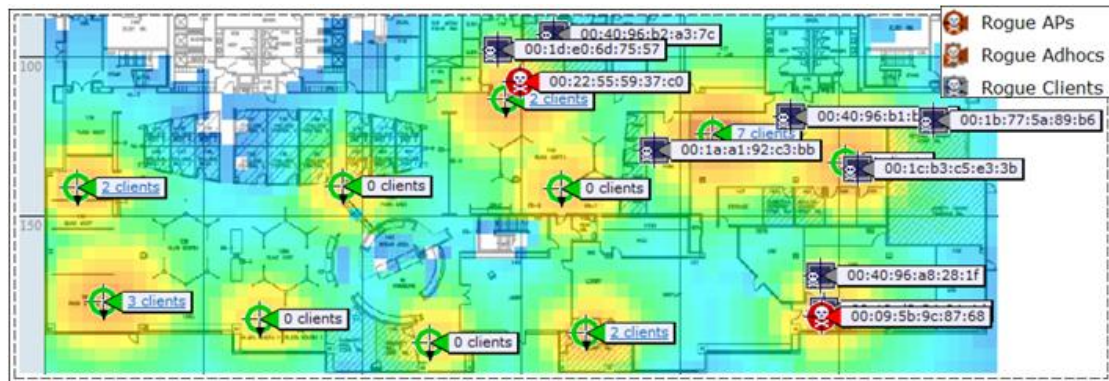 Rogue APs
Rogue Adhocs
Rogue Clients
100
150
00:40:96:b2:a3:7c
00:1d:e0:6d:75:57
00:22:55:59:37:c0
2 clients
00:40:96:b1:b
00:1b:77:5a:89:b6
7 clients
00:1a:a1:92:c3:bb
00:1c:b3:c5:e3:3b
2 clients
0 clients
0 clients
00:40:96:a8:28:1f
3 clients
00:09:5b:9c:87:68
0 clients
2 clients
0 clients